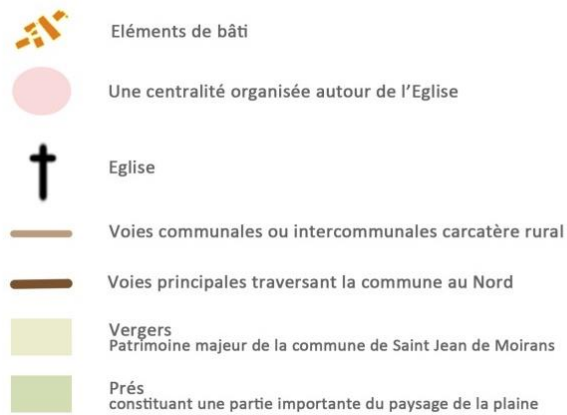 Eléments de bâti
Une centralité organisée autour de l'Eglise
Eglise
Voies communales ou intercommunales carcatère rural
Voies principales traversant la commune au Nord
Vergers
Patrimoine majeur de la commune de Saint Jean de Moirans
Prés
constituant une partie importante du paysage de la plaine